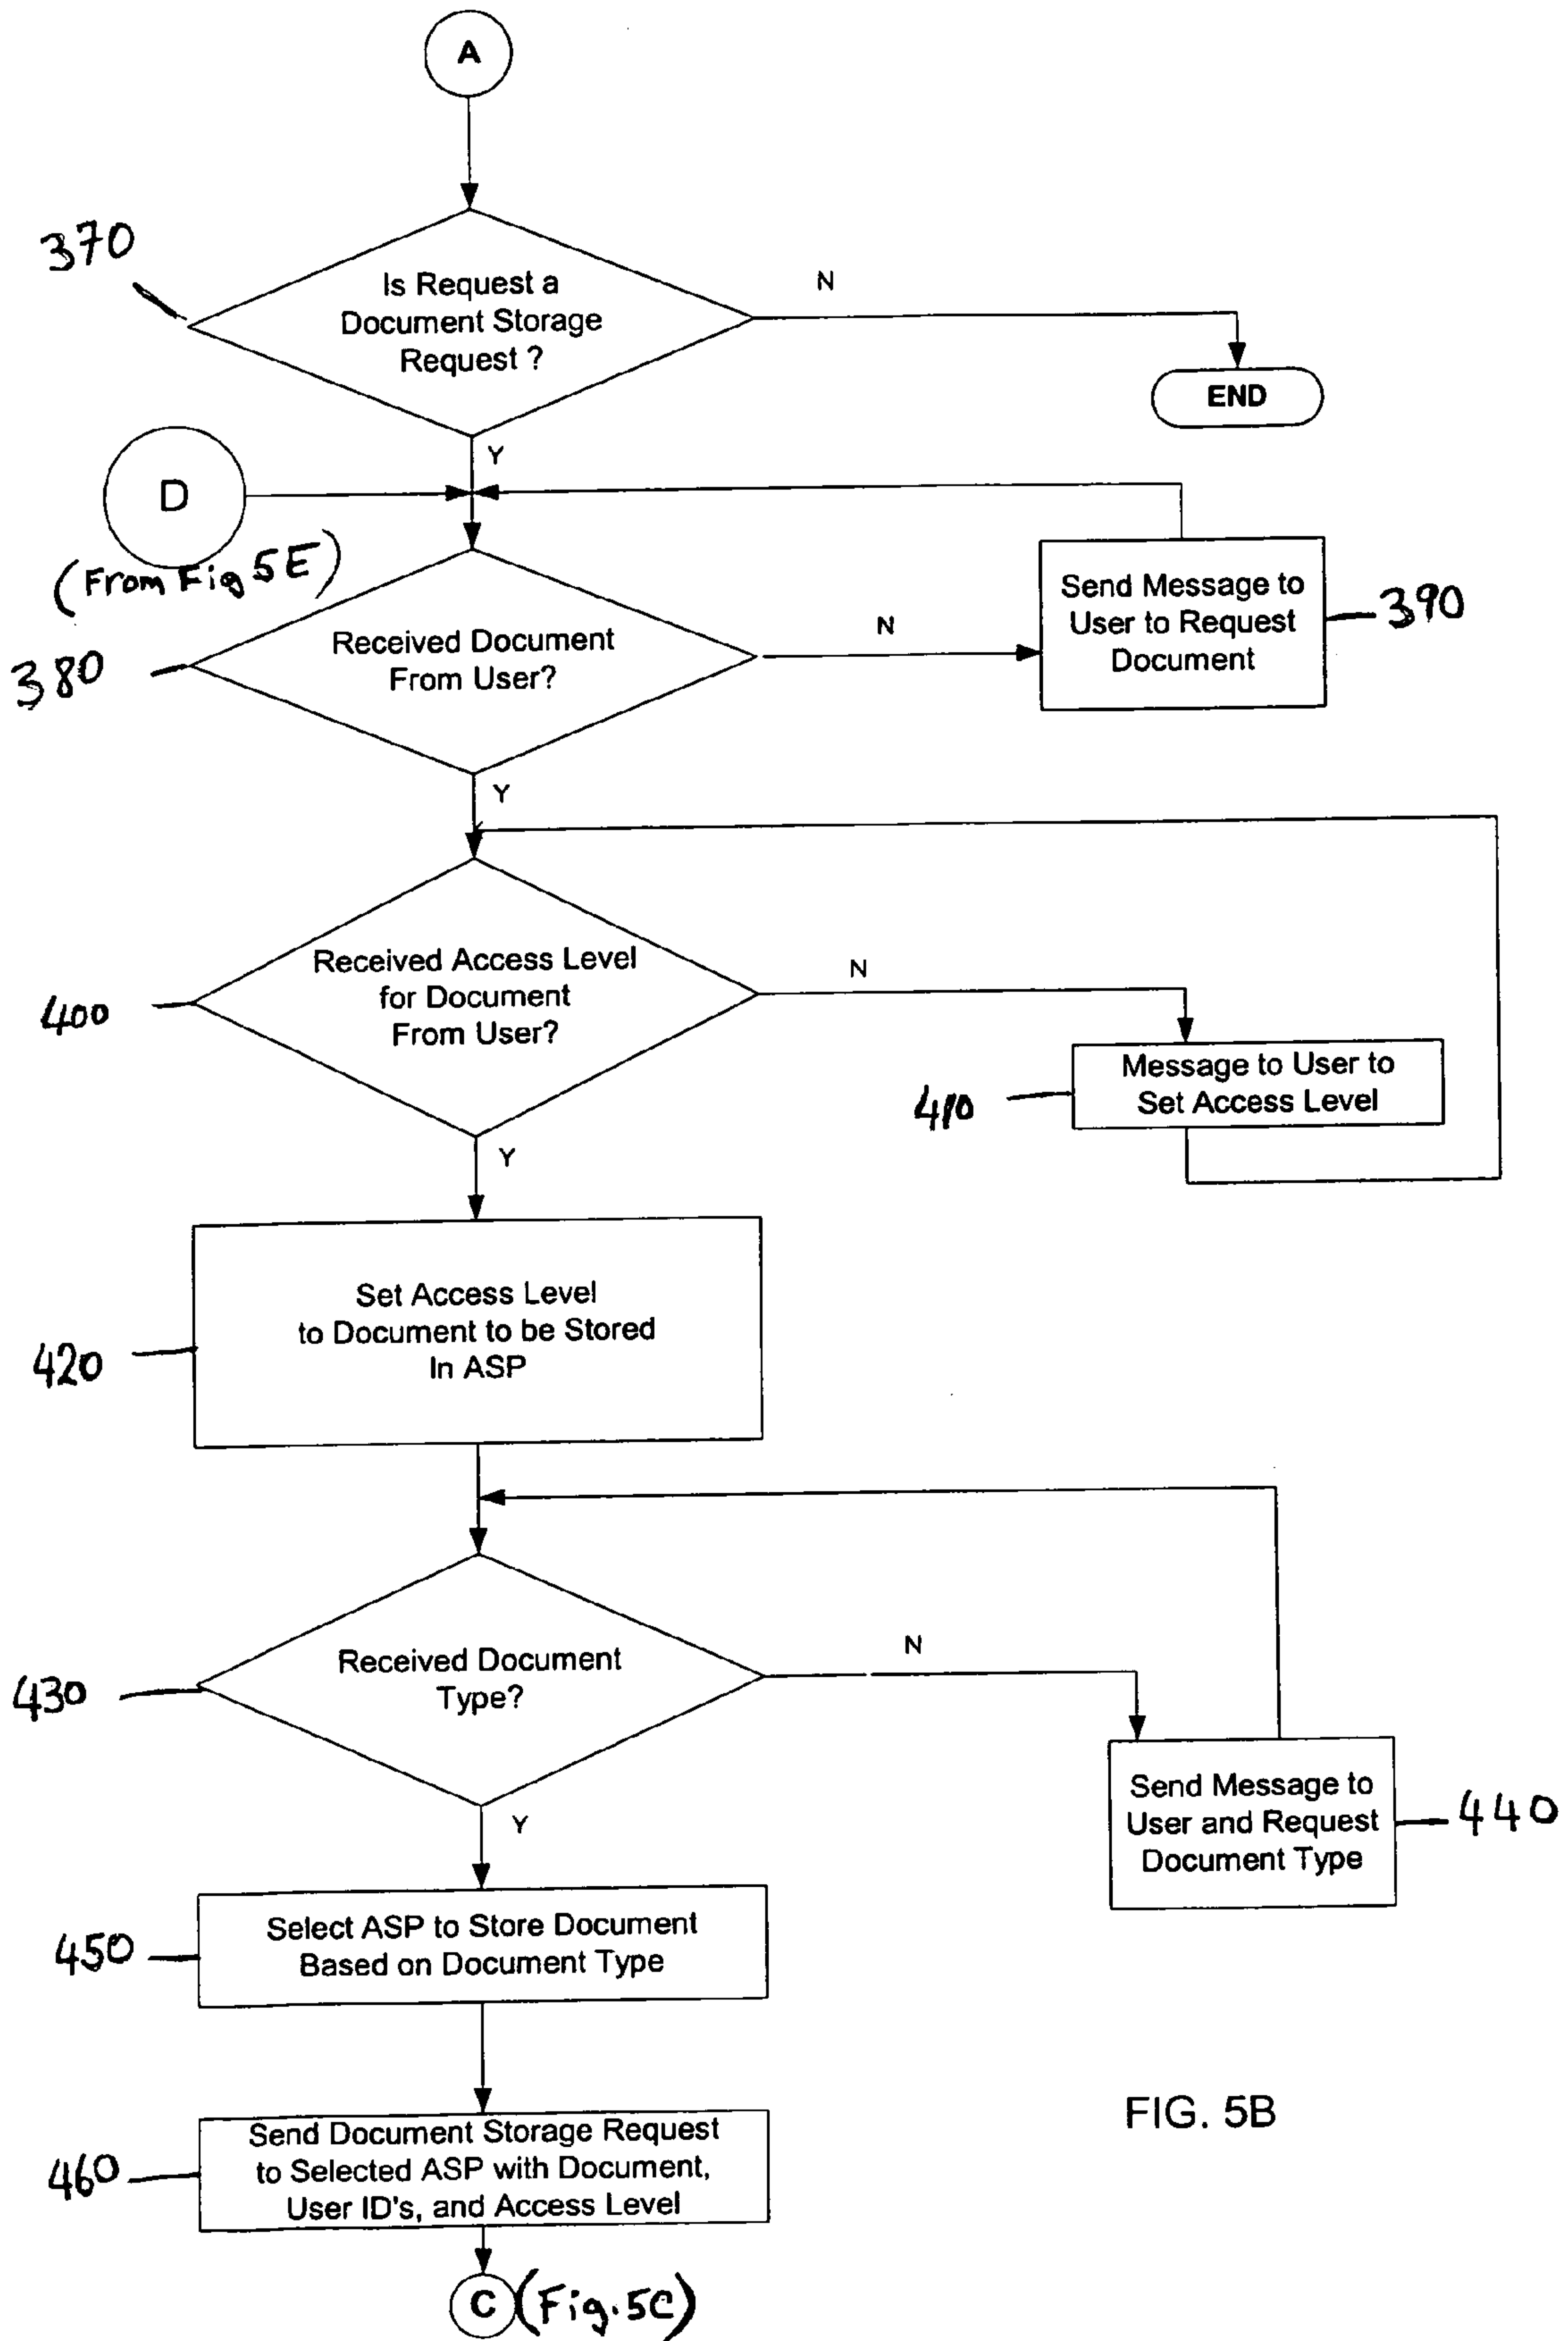 A
370
Is Request a
Document Storage
Request ?
N
END
Y
D
(From Fig 5E)
380
Received Document
From User?
N
Send Message to
User to Request
Document
390
Y
400
Received Access Level
for Document
From User?
N
410
Message to User to
Set Access Level
Y
420
Set Access Level
to Document to be Stored
In ASP
430
Received Document
Type?
N
Send Message to
User and Request
Document Type
440
Y
450
Select ASP to Store Document
Based on Document Type
460
Send Document Storage Request
to Selected ASP with Document,
User ID's, and Access Level
FIG. 5B
C (Fig. 5C)